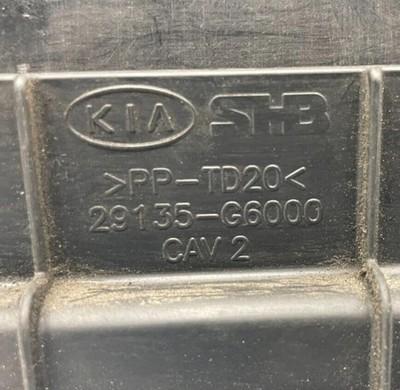 KIA SHB
>PP-TD20<
29135-G6000
CAV 2